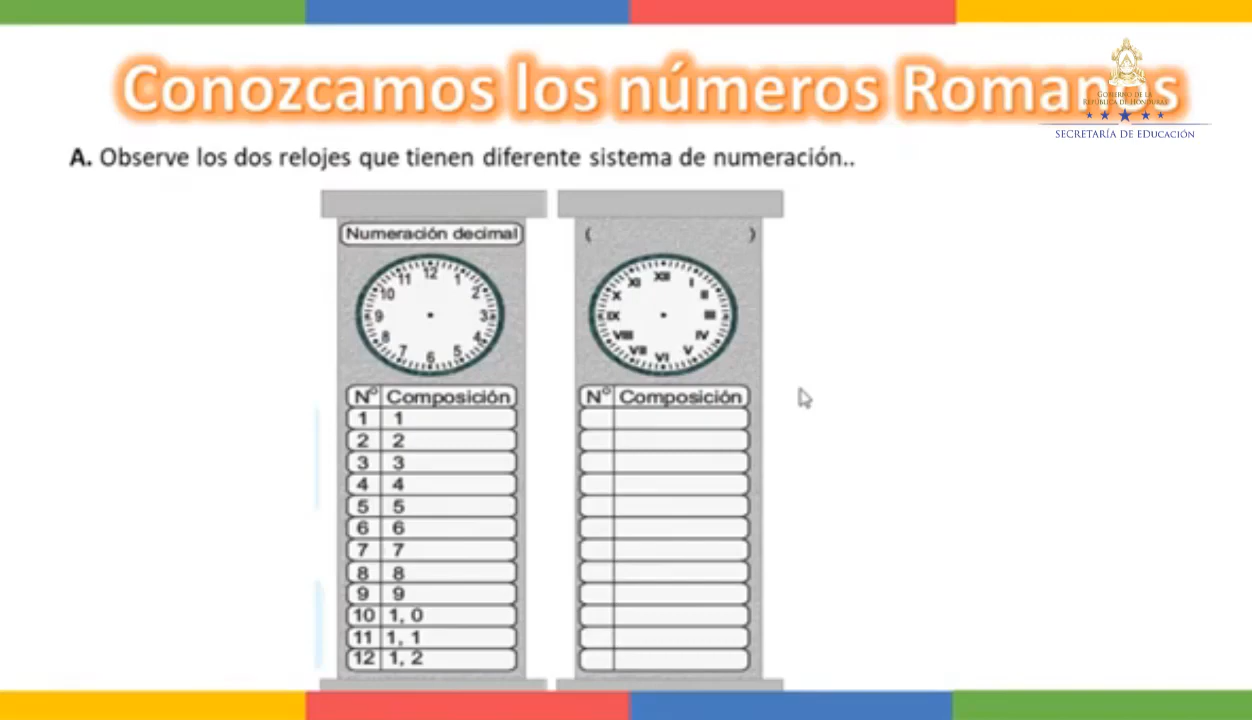 Conozcamos los números Romanos
GOBIERNO DE LA
REPÚBLICA DE HONDURAS
SECRETARÍA DE EDUCACIÓN
A. Observe los dos relojes que tienen diferente sistema de numeración..
Numeración decimal
12
1
2
3
4
5
6
7
8
9
10
11
Nº Composición
1 1
2 2
3 3
4 4
5 5
6 6
7 7
8 8
9 9
10 1, 0
11 1, 1
12 1, 2
( )
XII
I
II
III
IV
V
VI
VII
VIII
IX
X
XI
Nº Composición